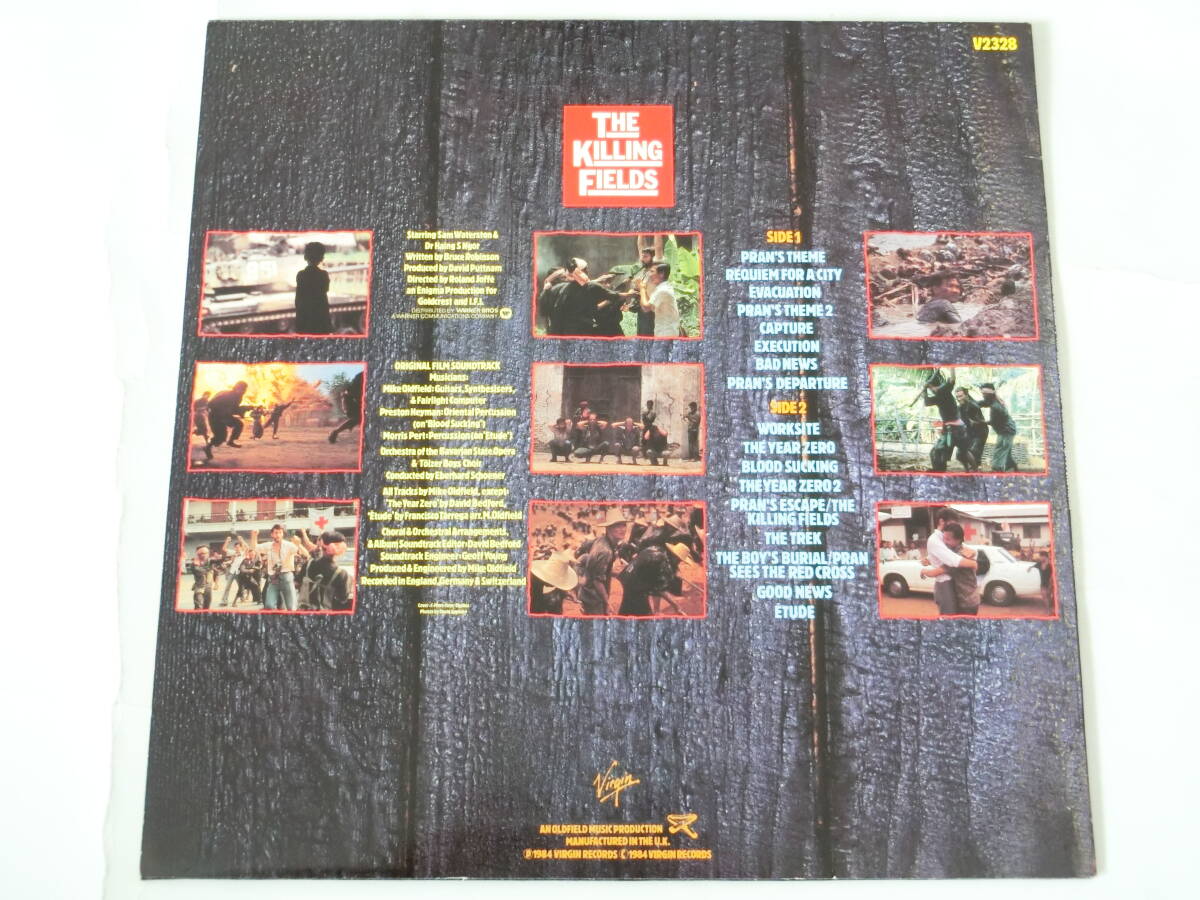 V2328
THE
KILLING
FIELDS
Starring Sam Waterston &
Dr Haing S Ngor
Written by Bruce Robinson
Produced by David Puttnam
Directed by Roland Joffe
an Enigma Production for
Goldcrest and I.F.I.
DISTRIBUTED BY WARNER BROS
A WARNER COMMUNICATIONS COMPANY
ORIGINAL FILM SOUNDTRACK
Musicians:
Mike Oldfield: Guitars, Synthesisers,
& Fairlight Computer
Preston Heyman: Oriental Percussion
(on 'Blood Sucking')
Morris Pert: Percussion (on 'Etude')
Orchestra of the Bavarian State Opera
& Tölzer Boys Choir
Conducted by Eberhard Schoener
All Tracks by Mike Oldfield, except:
'The Year Zero' by David Bedford,
'Étude' by Francisco Tarrega arr. M. Oldfield
Choral & Orchestral Arrangements,
& Album Soundtrack Editor: David Bedford
Soundtrack Engineer: Geoff Young
Produced & Engineered by Mike Oldfield
Recorded in England, Germany & Switzerland
SIDE 1
PRAN'S THEME
REQUIEM FOR A CITY
EVACUATION
PRAN'S THEME 2
CAPTURE
EXECUTION
BAD NEWS
PRAN'S DEPARTURE
SIDE 2
WORKSITE
THE YEAR ZERO
BLOOD SUCKING
THE YEAR ZERO 2
PRAN'S ESCAPE/THE
KILLING FIELDS
THE TREK
THE BOY'S BURIAL/PRAN
SEES THE RED CROSS
GOOD NEWS
ÉTUDE
Virgin
AN OLDFIELD MUSIC PRODUCTION
MANUFACTURED IN THE U.K.
℗ 1984 VIRGIN RECORDS © 1984 VIRGIN RECORDS